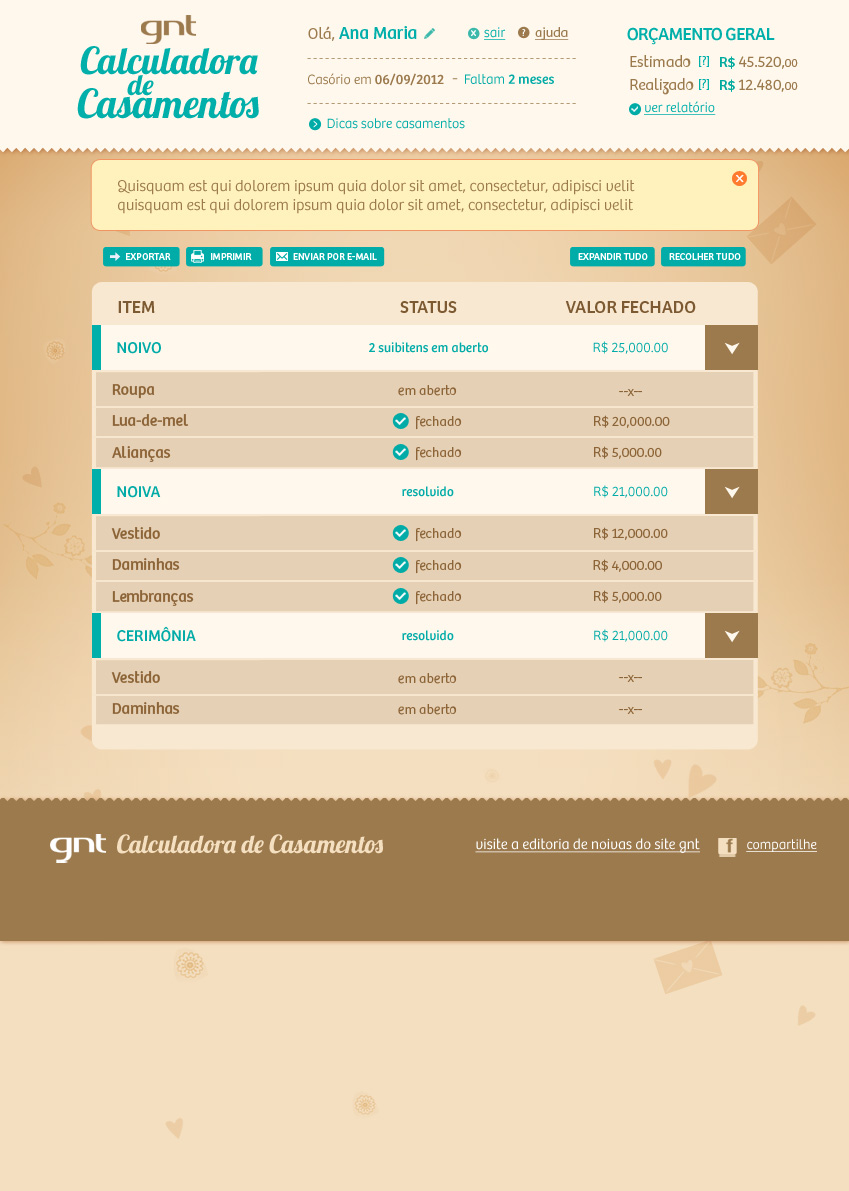 gnt
Calculadora
de
Casamentos
Olá, Ana Maria
sair
? ajuda
Casório em 06/09/2012 - Faltam 2 meses
Dicas sobre casamentos
ORÇAMENTO GERAL
Estimado [?] R$ 45.520,00
Realizado [?] R$ 12.480,00
ver relatório
Quisquam est qui dolorem ipsum quia dolor sit amet, consectetur, adipisci velit
quisquam est qui dolorem ipsum quia dolor sit amet, consectetur, adipisci velit
EXPORTAR IMPRIMIR ENVIAR POR E-MAIL EXPANDIR TUDO RECOLHER TUDO
ITEM STATUS VALOR FECHADO
NOIVO 2 suibitens em aberto R$ 25,000.00
Roupa em aberto --x--
Lua-de-mel fechado R$ 20,000.00
Alianças fechado R$ 5,000.00
NOIVA resolvido R$ 21,000.00
Vestido fechado R$ 12,000.00
Daminhas fechado R$ 4,000.00
Lembranças fechado R$ 5,000.00
CERIMÔNIA resolvido R$ 21,000.00
Vestido em aberto --x--
Daminhas em aberto --x--
gnt Calculadora de Casamentos visite a editoria de noivas do site gnt f compartilhe